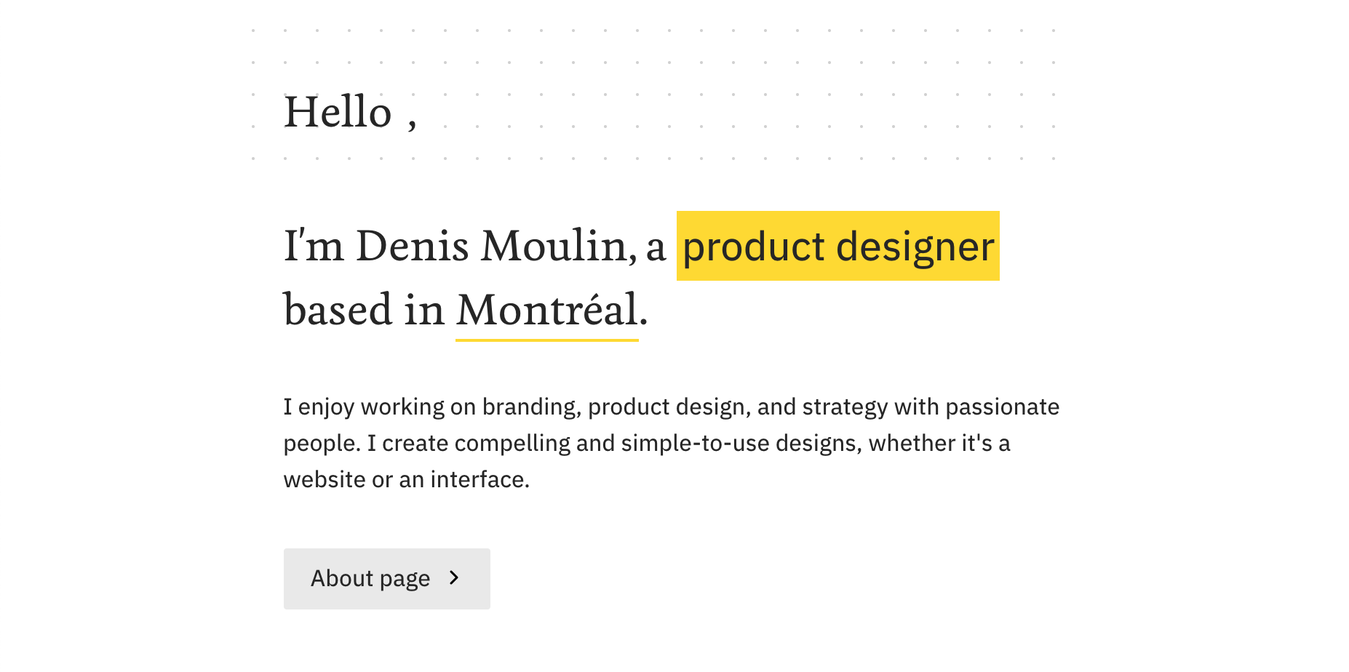 Hello ,
I'm Denis Moulin, a product designer
based in Montréal.
I enjoy working on branding, product design, and strategy with passionate
people. I create compelling and simple-to-use designs, whether it's a
website or an interface.
About page